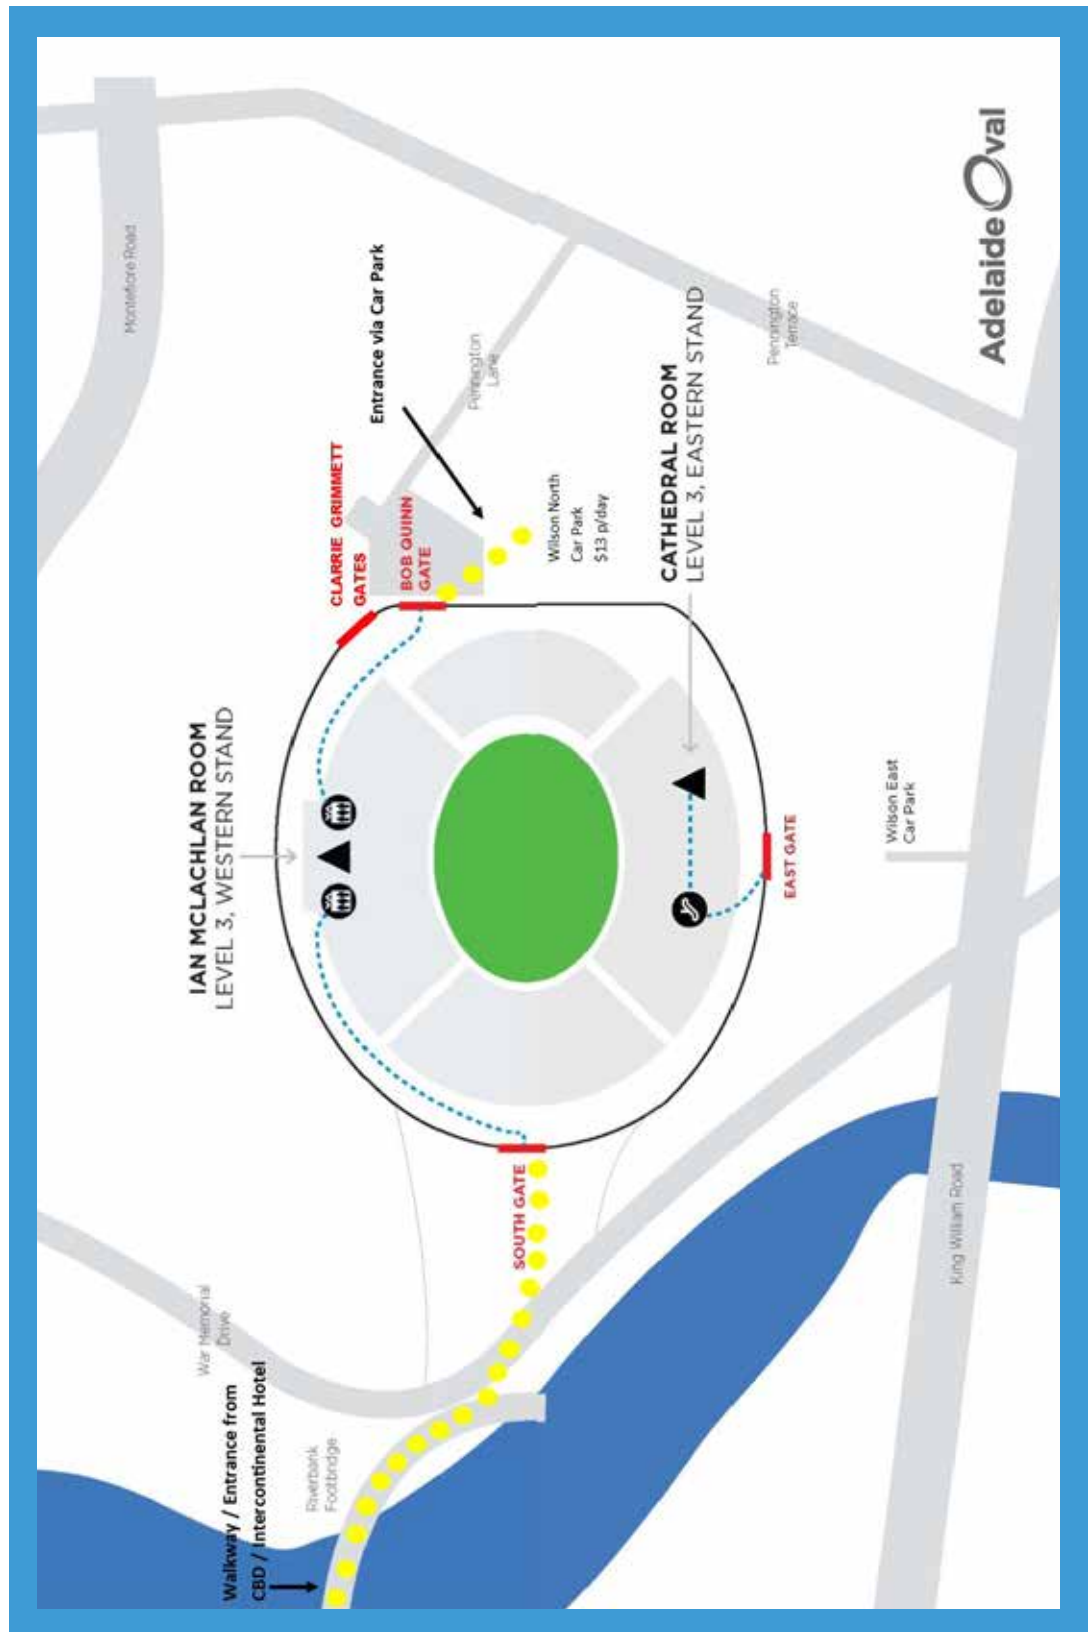 Montefiore Road
Entrance via Car Park
Pennington
Lane
Pennington
Terrace
Adelaide Oval
CLARRIE GRIMMETT
GATES
BOB QUINN
GATE
Wilson North
Car Park
$13 p/day
CATHEDRAL ROOM
LEVEL 3, EASTERN STAND
IAN MCLACHLAN ROOM
LEVEL 3, WESTERN STAND
EAST GATE
Wilson East
Car Park
SOUTH GATE
War Memorial
Drive
King William Road
Riverbank
Footbridge
Walkway / Entrance from
CBD / Intercontinental Hotel